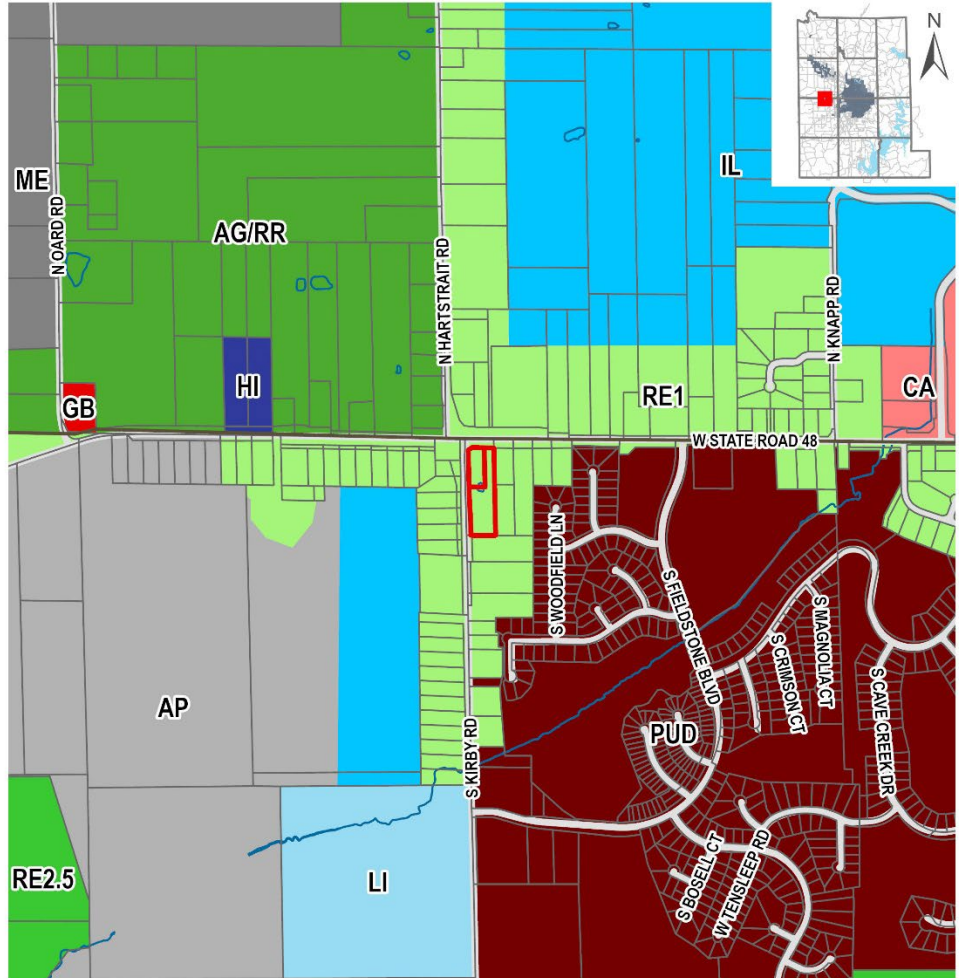 N
ME
N OARD RD
AG/RR
N HARTSTRAIT RD
IL
N KNAPP RD
GB
HI
RE1
CA
W STATE ROAD 48
S WOODFIELD LN
S FIELDSTONE BLVD
S MAGNOLIA CT
S CRIMSON CT
S CAVE CREEK DR
AP
S KIRBY RD
PUD
RE2.5
LI
S BOSELL CT
W TENSLEEP RD